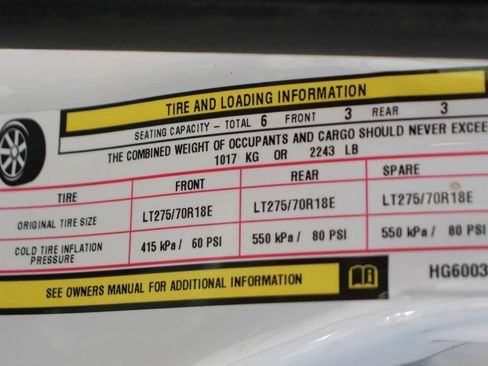 TIRE AND LOADING INFORMATION
SEATING CAPACITY – TOTAL 6 FRONT 3 REAR 3
THE COMBINED WEIGHT OF OCCUPANTS AND CARGO SHOULD NEVER EXCEE
1017 KG OR 2243 LB
TIRE FRONT REAR SPARE
ORIGINAL TIRE SIZE LT275/70R18E LT275/70R18E LT275/70R18E
COLD TIRE INFLATION PRESSURE 415 kPa / 60 PSI 550 kPa / 80 PSI 550 kPa / 80 PSI
SEE OWNERS MANUAL FOR ADDITIONAL INFORMATION
HG6003